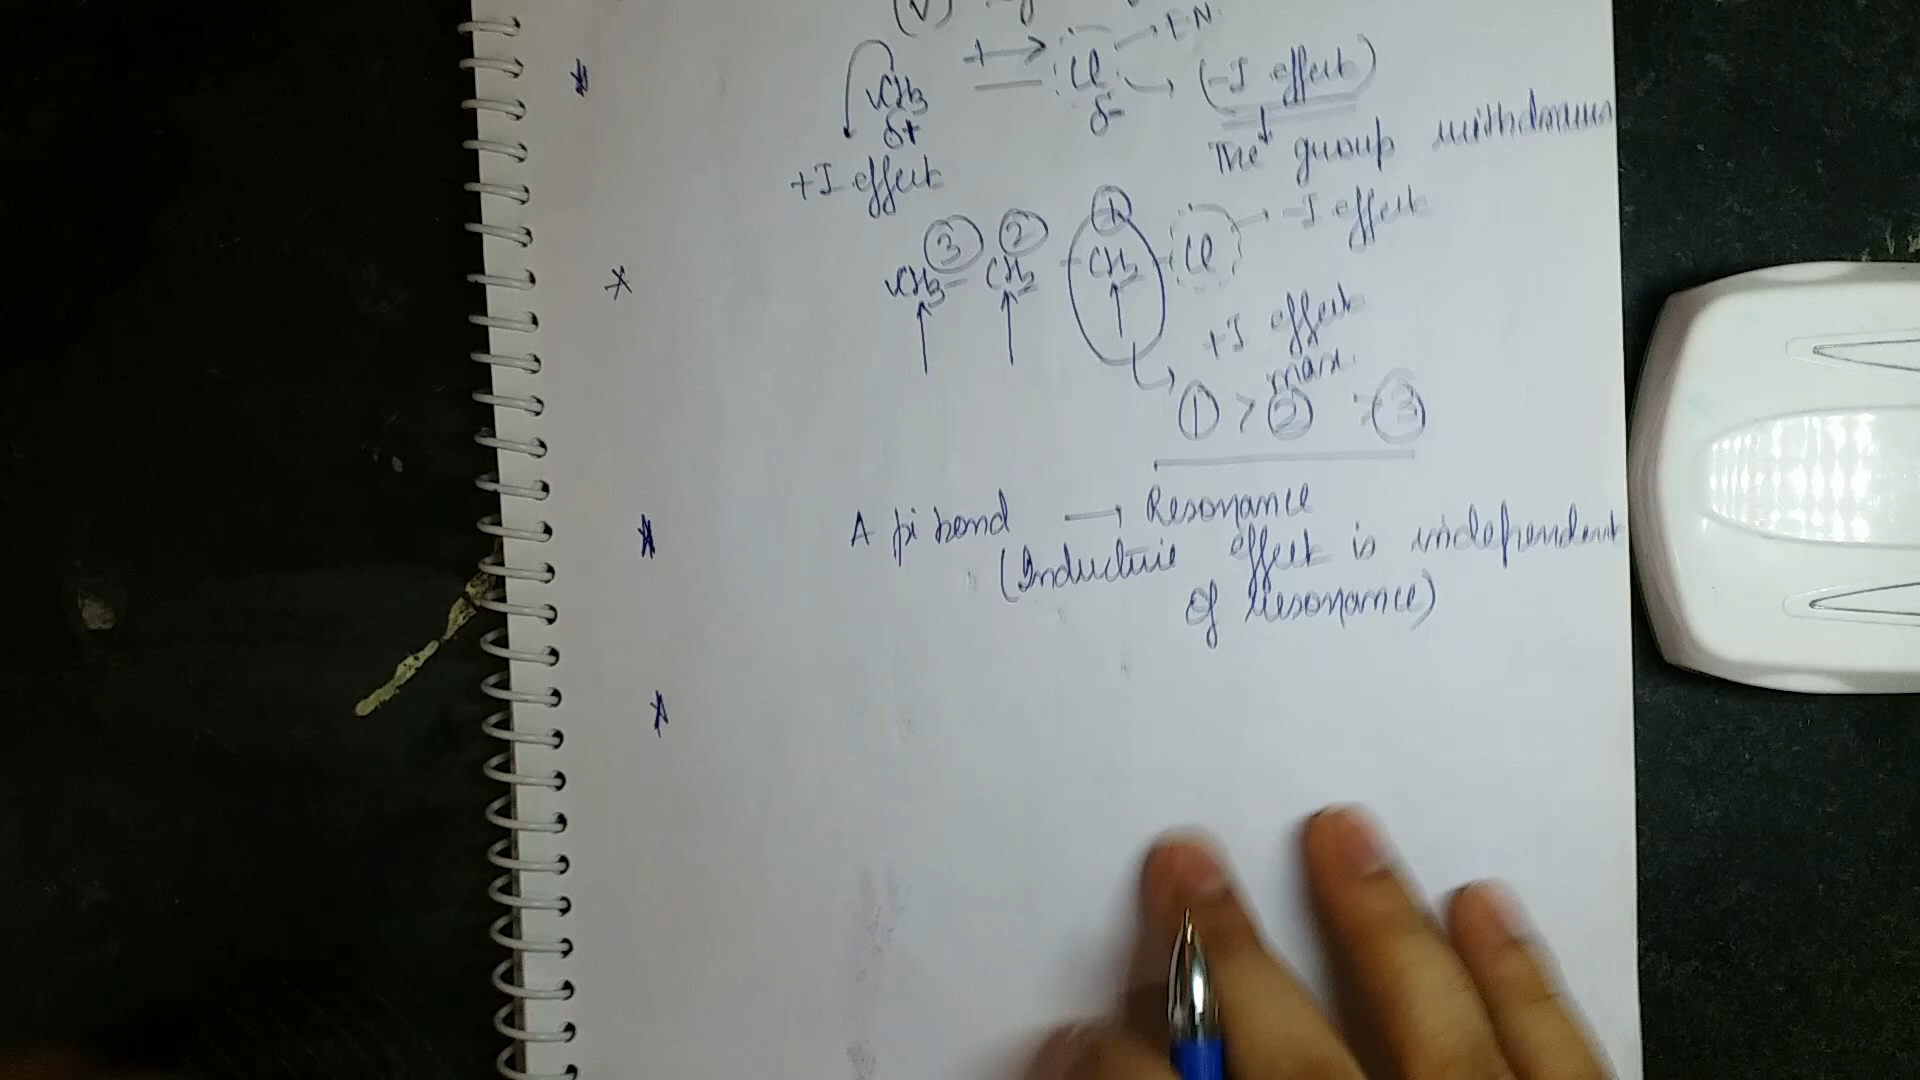 (V)
CH3 +→ Cl → E.N.
δ+ δ- → (-I effect)
+I effect The group withdraws
③ ② ①
CH3 - CH2 - CH2 - Cl → -I effect
+I effect
max.
① > ② > ③
A pi bond → Resonance
(Inductive effect is independent
of Resonance)